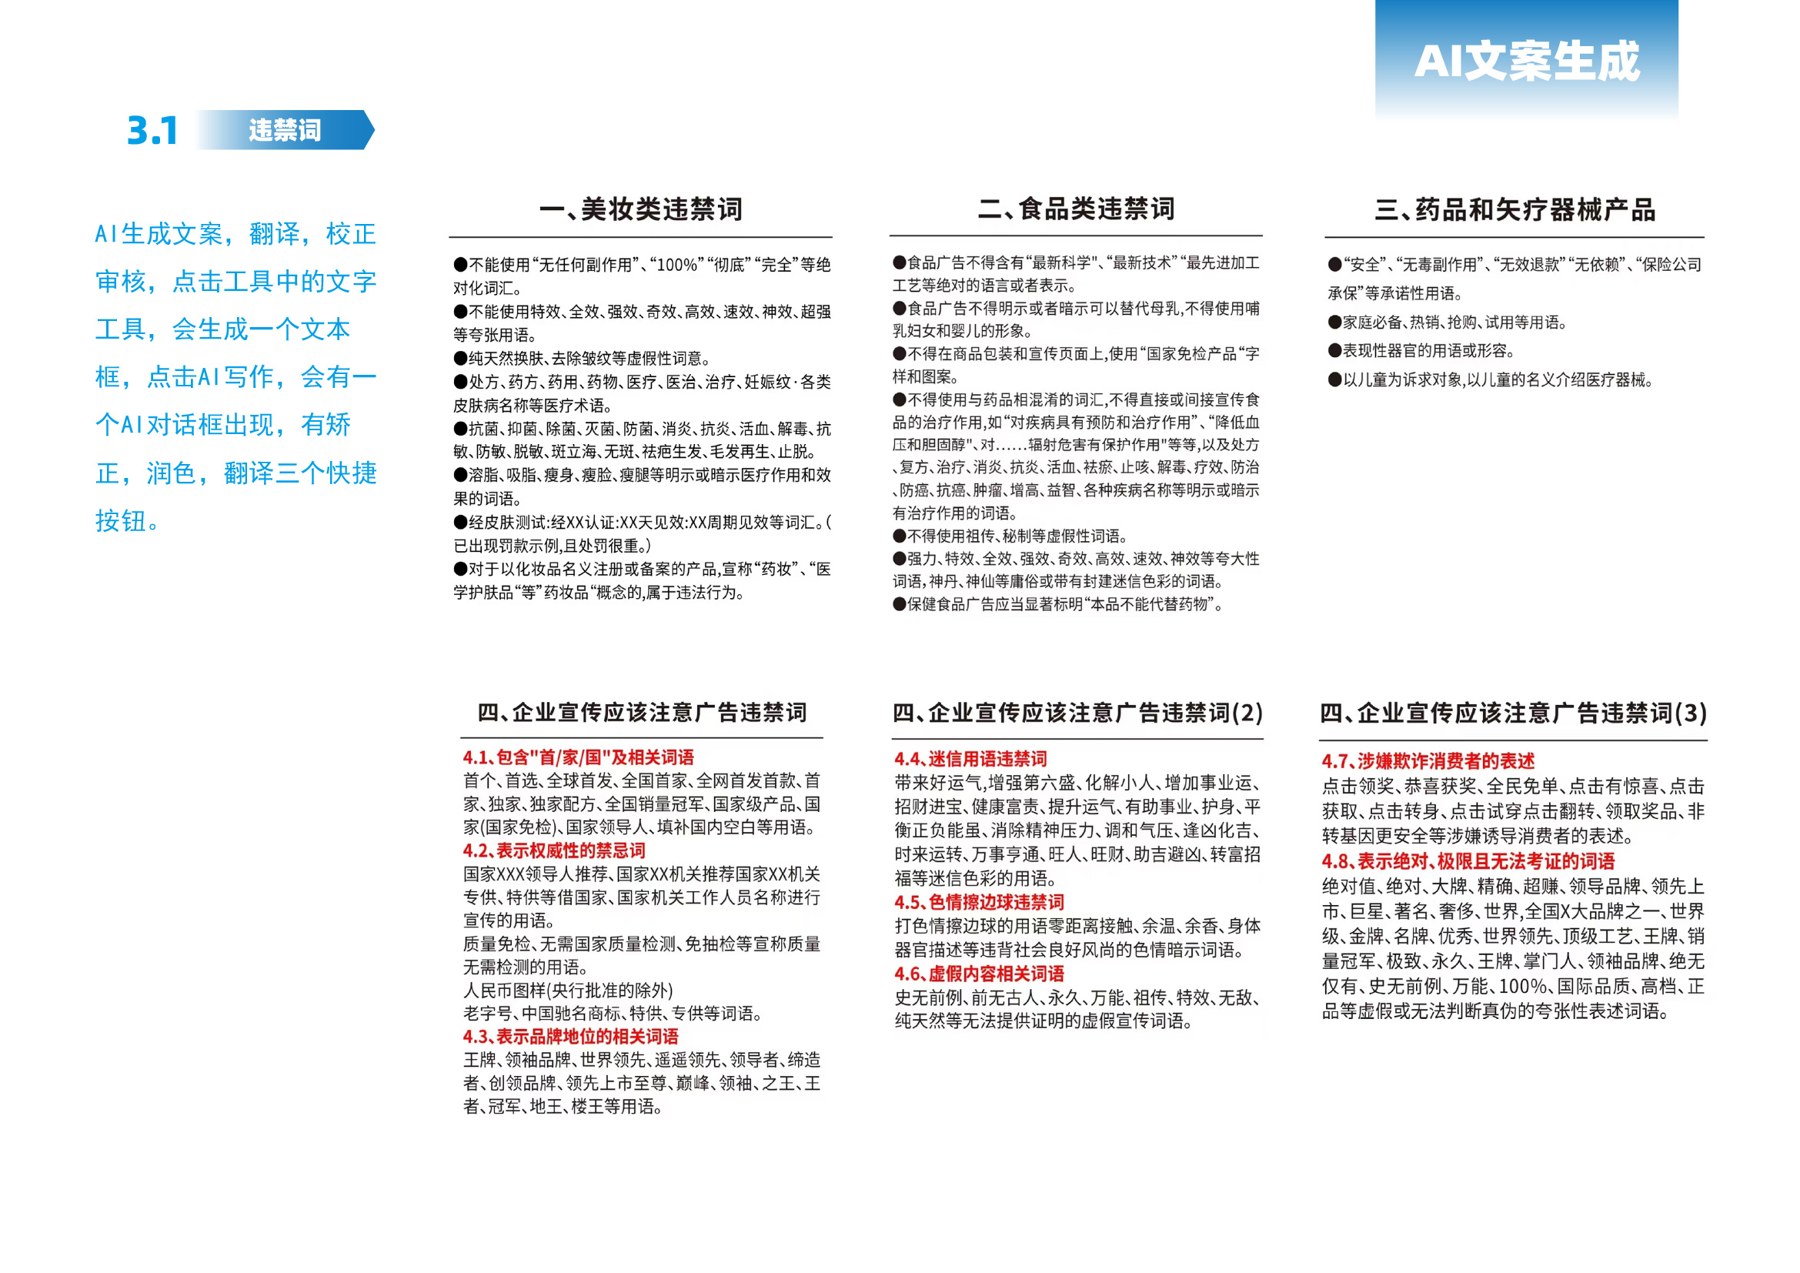 AI文案生成
3.1 违禁词
AI生成文案，翻译，校正
审核，点击工具中的文字
工具，会生成一个文本
框，点击AI写作，会有一
个AI对话框出现，有矫
正，润色，翻译三个快捷
按钮。
一、美妆类违禁词
●不能使用“无任何副作用”、“100%”“彻底”“完全”等绝
对化词汇。
●不能使用特效、全效、强效、奇效、高效、速效、神效、超强
等夸张用语。
●纯天然换肤、去除皱纹等虚假性词意。
●处方、药方、药用、药物、医疗、医治、治疗、妊娠纹·各类
皮肤病名称等医疗术语。
●抗菌、抑菌、除菌、灭菌、防菌、消炎、抗炎、活血、解毒、抗
敏、防敏、脱敏、斑立海、无斑、祛疤生发、毛发再生、止脱。
●溶脂、吸脂、瘦身、瘦脸、瘦腿等明示或暗示医疗作用和效
果的词语。
●经皮肤测试:经XX认证:XX天见效:XX周期见效等词汇。(
已出现罚款示例,且处罚很重。)
●对于以化妆品名义注册或备案的产品,宣称“药妆”、“医
学护肤品“等”药妆品“概念的,属于违法行为。
二、食品类违禁词
●食品广告不得含有“最新科学"、“最新技术”“最先进加工
工艺等绝对的语言或者表示。
●食品广告不得明示或者暗示可以替代母乳,不得使用哺
乳妇女和婴儿的形象。
●不得在商品包装和宣传页面上,使用“国家免检产品“字
样和图案。
●不得使用与药品相混淆的词汇,不得直接或间接宣传食
品的治疗作用,如“对疾病具有预防和治疗作用”、“降低血
压和胆固醇"、对……辐射危害有保护作用"等等,以及处方
、复方、治疗、消炎、抗炎、活血、祛瘀、止咳、解毒、疗效、防治
、防癌、抗癌、肿瘤、增高、益智、各种疾病名称等明示或暗示
有治疗作用的词语。
●不得使用祖传、秘制等虚假性词语。
●强力、特效、全效、强效、奇效、高效、速效、神效等夸大性
词语,神丹、神仙等庸俗或带有封建迷信色彩的词语。
●保健食品广告应当显著标明“本品不能代替药物”。
三、药品和矢疗器械产品
●“安全”、“无毒副作用”、“无效退款”“无依赖”、“保险公司
承保”等承诺性用语。
●家庭必备、热销、抢购、试用等用语。
●表现性器官的用语或形容。
●以儿童为诉求对象,以儿童的名义介绍医疗器械。
四、企业宣传应该注意广告违禁词
4.1、包含"首/家/国"及相关词语
首个、首选、全球首发、全国首家、全网首发首款、首
家、独家、独家配方、全国销量冠军、国家级产品、国
家(国家免检)、国家领导人、填补国内空白等用语。
4.2、表示权威性的禁忌词
国家XXX领导人推荐、国家XX机关推荐国家XX机关
专供、特供等借国家、国家机关工作人员名称进行
宣传的用语。
质量免检、无需国家质量检测、免抽检等宣称质量
无需检测的用语。
人民币图样(央行批准的除外)
老字号、中国驰名商标、特供、专供等词语。
4.3、表示品牌地位的相关词语
王牌、领袖品牌、世界领先、遥遥领先、领导者、缔造
者、创领品牌、领先上市至尊、巅峰、领袖、之王、王
者、冠军、地王、楼王等用语。
四、企业宣传应该注意广告违禁词(2)
4.4、迷信用语违禁词
带来好运气,增强第六盛、化解小人、增加事业运、
招财进宝、健康富责、提升运气、有助事业、护身、平
衡正负能虽、消除精神压力、调和气压、逢凶化吉、
时来运转、万事亨通、旺人、旺财、助吉避凶、转富招
福等迷信色彩的用语。
4.5、色情擦边球违禁词
打色情擦边球的用语零距离接触、余温、余香、身体
器官描述等违背社会良好风尚的色情暗示词语。
4.6、虚假内容相关词语
史无前例、前无古人、永久、万能、祖传、特效、无敌、
纯天然等无法提供证明的虚假宣传词语。
四、企业宣传应该注意广告违禁词(3)
4.7、涉嫌欺诈消费者的表述
点击领奖、恭喜获奖、全民免单、点击有惊喜、点击
获取、点击转身、点击试穿点击翻转、领取奖品、非
转基因更安全等涉嫌诱导消费者的表述。
4.8、表示绝对、极限且无法考证的词语
绝对值、绝对、大牌、精确、超赚、领导品牌、领先上
市、巨星、著名、奢侈、世界,全国X大品牌之一、世界
级、金牌、名牌、优秀、世界领先、顶级工艺、王牌、销
量冠军、极致、永久、王牌、掌门人、领袖品牌、绝无
仅有、史无前例、万能、100%、国际品质、高档、正
品等虚假或无法判断真伪的夸张性表述词语。